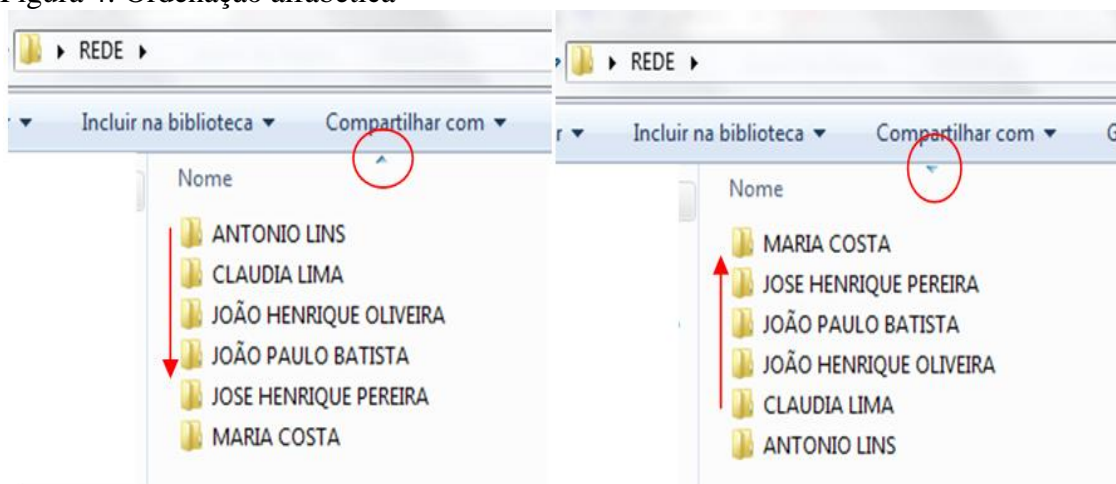 Figura 4: Ordenação alfabética
REDE
Incluir na biblioteca
Compartilhar com
Nome
ANTONIO LINS
CLAUDIA LIMA
JOÃO HENRIQUE OLIVEIRA
JOÃO PAULO BATISTA
JOSE HENRIQUE PEREIRA
MARIA COSTA
REDE
r
Incluir na biblioteca
Compartilhar com
G
Nome
MARIA COSTA
JOSE HENRIQUE PEREIRA
JOÃO PAULO BATISTA
JOÃO HENRIQUE OLIVEIRA
CLAUDIA LIMA
ANTONIO LINS